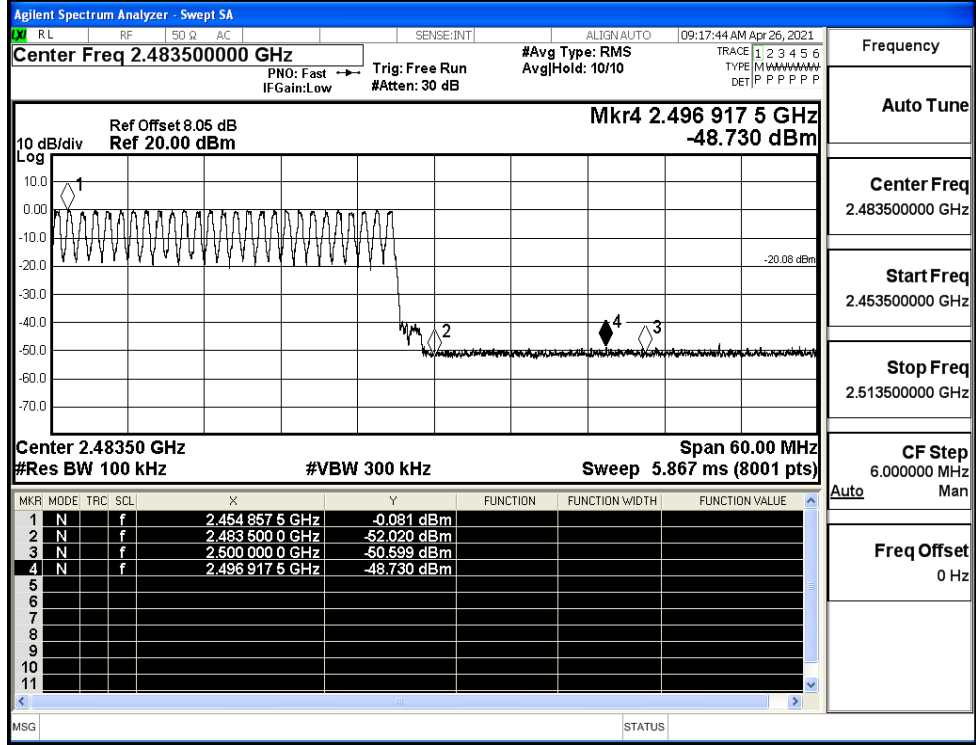 Agilent Spectrum Analyzer - Swept SA
LXI RL RF 50 Ω AC SENSE:INT ALIGN AUTO 09:17:44 AM Apr 26, 2021
Center Freq 2.483500000 GHz
PNO: Fast
IFGain:Low
Trig: Free Run
#Atten: 30 dB
#Avg Type: RMS
Avg|Hold: 10/10
TRACE 1 2 3 4 5 6
TYPE M WWWWW
DET P P P P P P
Mkr4 2.496 917 5 GHz
-48.730 dBm
Ref Offset 8.05 dB
10 dB/div Ref 20.00 dBm
Log
10.0
0.00
-10.0
-20.0
-30.0
-40.0
-50.0
-60.0
-70.0
1
-20.08 dBm
2
4
3
Center 2.48350 GHz Span 60.00 MHz
#Res BW 100 kHz #VBW 300 kHz Sweep 5.867 ms (8001 pts)
MKR MODE TRC SCL X Y FUNCTION FUNCTION WIDTH FUNCTION VALUE
1 N f 2.454 857 5 GHz -0.081 dBm
2 N f 2.483 500 0 GHz -52.020 dBm
3 N f 2.500 000 0 GHz -50.599 dBm
4 N f 2.496 917 5 GHz -48.730 dBm
5
6
7
8
9
10
11
MSG STATUS
Frequency
Auto Tune
Center Freq
2.483500000 GHz
Start Freq
2.453500000 GHz
Stop Freq
2.513500000 GHz
CF Step
6.000000 MHz
Auto Man
Freq Offset
0 Hz